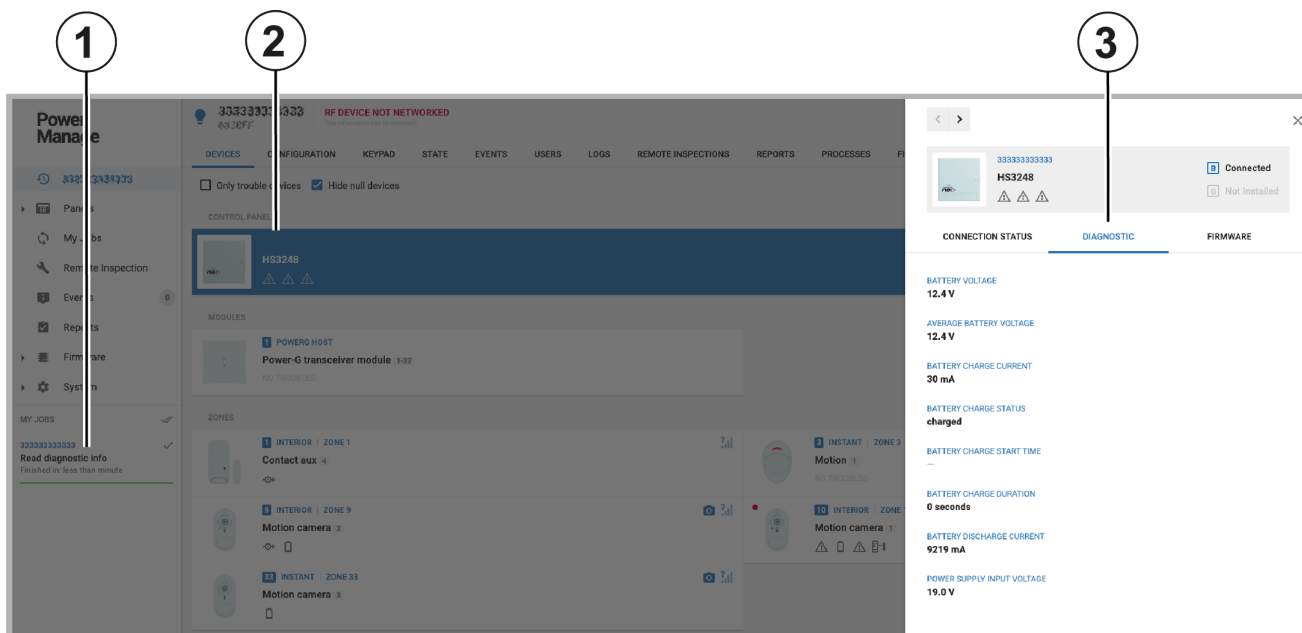 1
2
3
Power
Manage
RF DEVICE NOT NETWORKED
DEVICES CONFIGURATION KEYPAD STATE EVENTS USERS LOGS REMOTE INSPECTIONS REPORTS PROCESSES
Only trouble devices Hide null devices
Panels
My Jobs
Remote Inspection
Events 0
Reports
Firmware
System
MY JOBS
333333333333
Read diagnostic info
Finished in: less than minute
CONTROL PANEL
HS3248
MODULES
1 POWERG HOST
Power-G transceiver module 1-32
NO TROUBLES
ZONES
1 INTERIOR | ZONE 1
Contact aux 4
3 INSTANT | ZONE 3
Motion 1
NO TROUBLES
9 INTERIOR | ZONE 9
Motion camera 2
10 INTERIOR | ZONE
Motion camera 1
33 INSTANT | ZONE 33
Motion camera 3
333333333333
HS3248
B Connected
G Not Installed
CONNECTION STATUS DIAGNOSTIC FIRMWARE
BATTERY VOLTAGE
12.4 V
AVERAGE BATTERY VOLTAGE
12.4 V
BATTERY CHARGE CURRENT
30 mA
BATTERY CHARGE STATUS
charged
BATTERY CHARGE START TIME
—
BATTERY CHARGE DURATION
0 seconds
BATTERY DISCHARGE CURRENT
9219 mA
POWER SUPPLY INPUT VOLTAGE
19.0 V